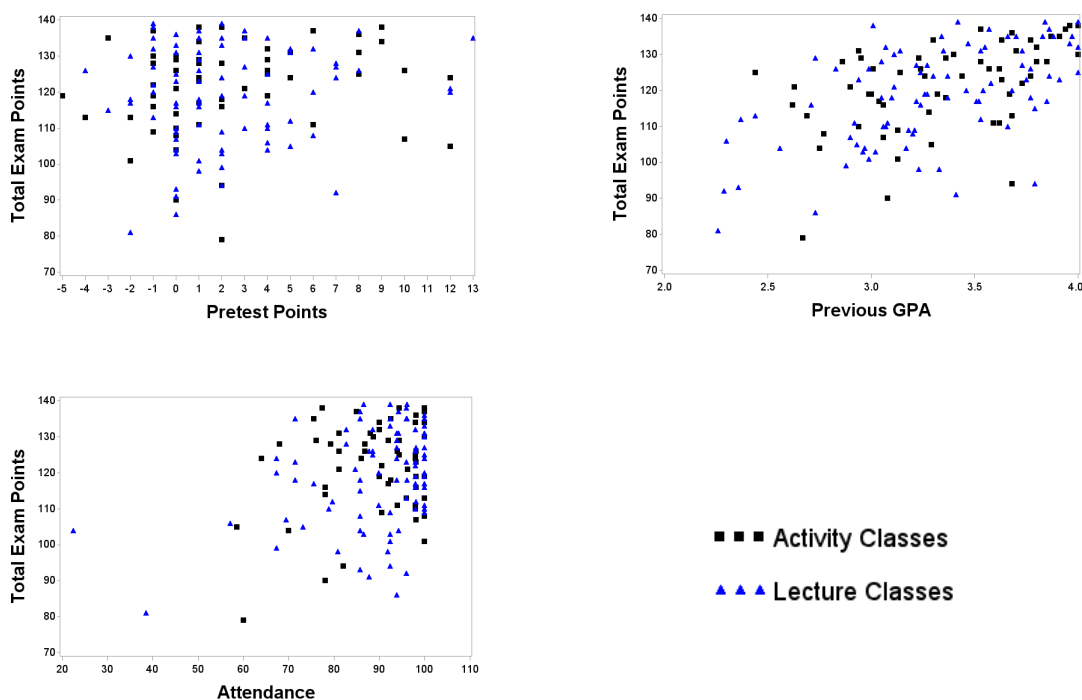 140
130
120
110
100
90
80
70
Total Exam Points
-5 -4 -3 -2 -1 0 1 2 3 4 5 6 7 8 9 10 11 12 13
Pretest Points
140
130
120
110
100
90
80
70
Total Exam Points
2.0 2.5 3.0 3.5 4.0
Previous GPA
140
130
120
110
100
90
80
70
Total Exam Points
20 30 40 50 60 70 80 90 100 110
Attendance
Activity Classes
Lecture Classes